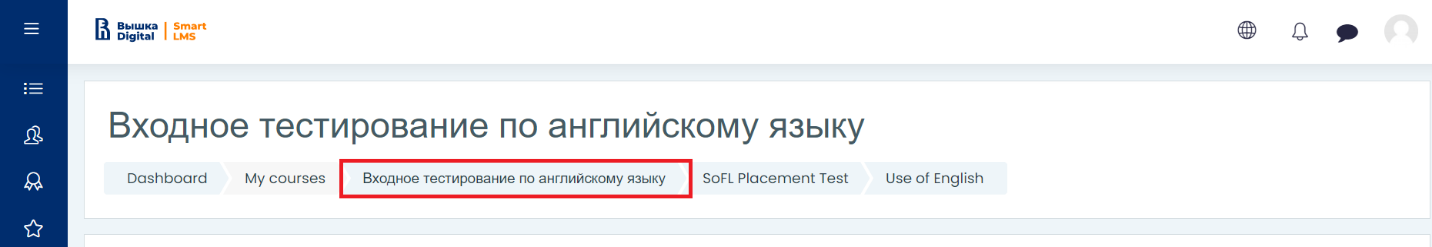 Вышка Digital | Smart LMS
Входное тестирование по английскому языку
Dashboard My courses Входное тестирование по английскому языку SoFL Placement Test Use of English